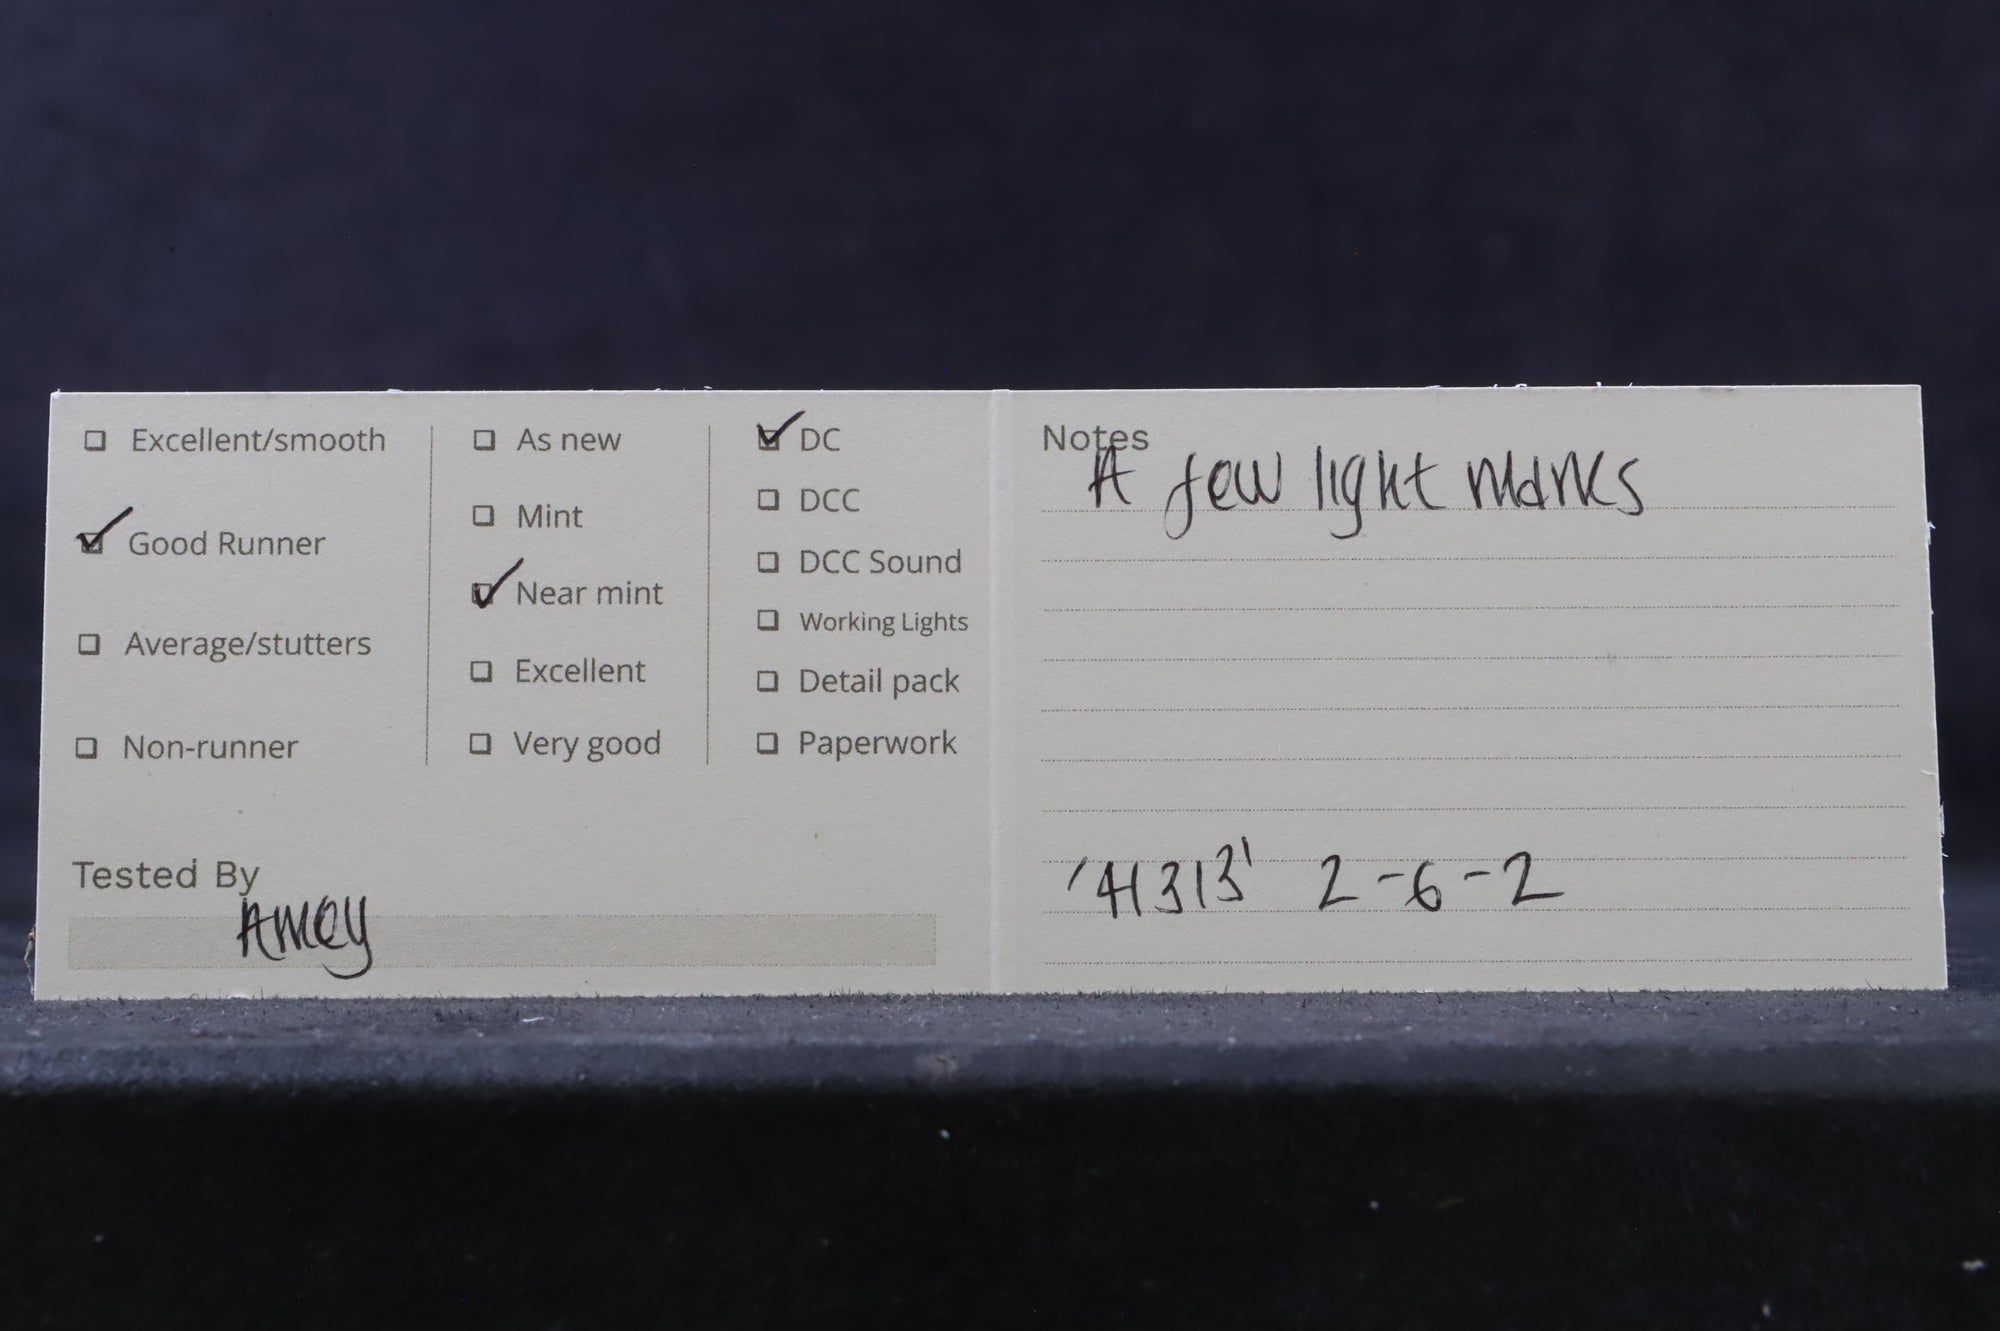 ☐ Excellent/smooth
☑ Good Runner
☐ Average/stutters
☐ Non-runner
☐ As new
☐ Mint
☑ Near mint
☐ Excellent
☐ Very good
☑ DC
☐ DCC
☐ DCC Sound
☐ Working Lights
☐ Detail pack
☐ Paperwork
Tested By
Amey
Notes
A few light marks
'41313' 2-6-2